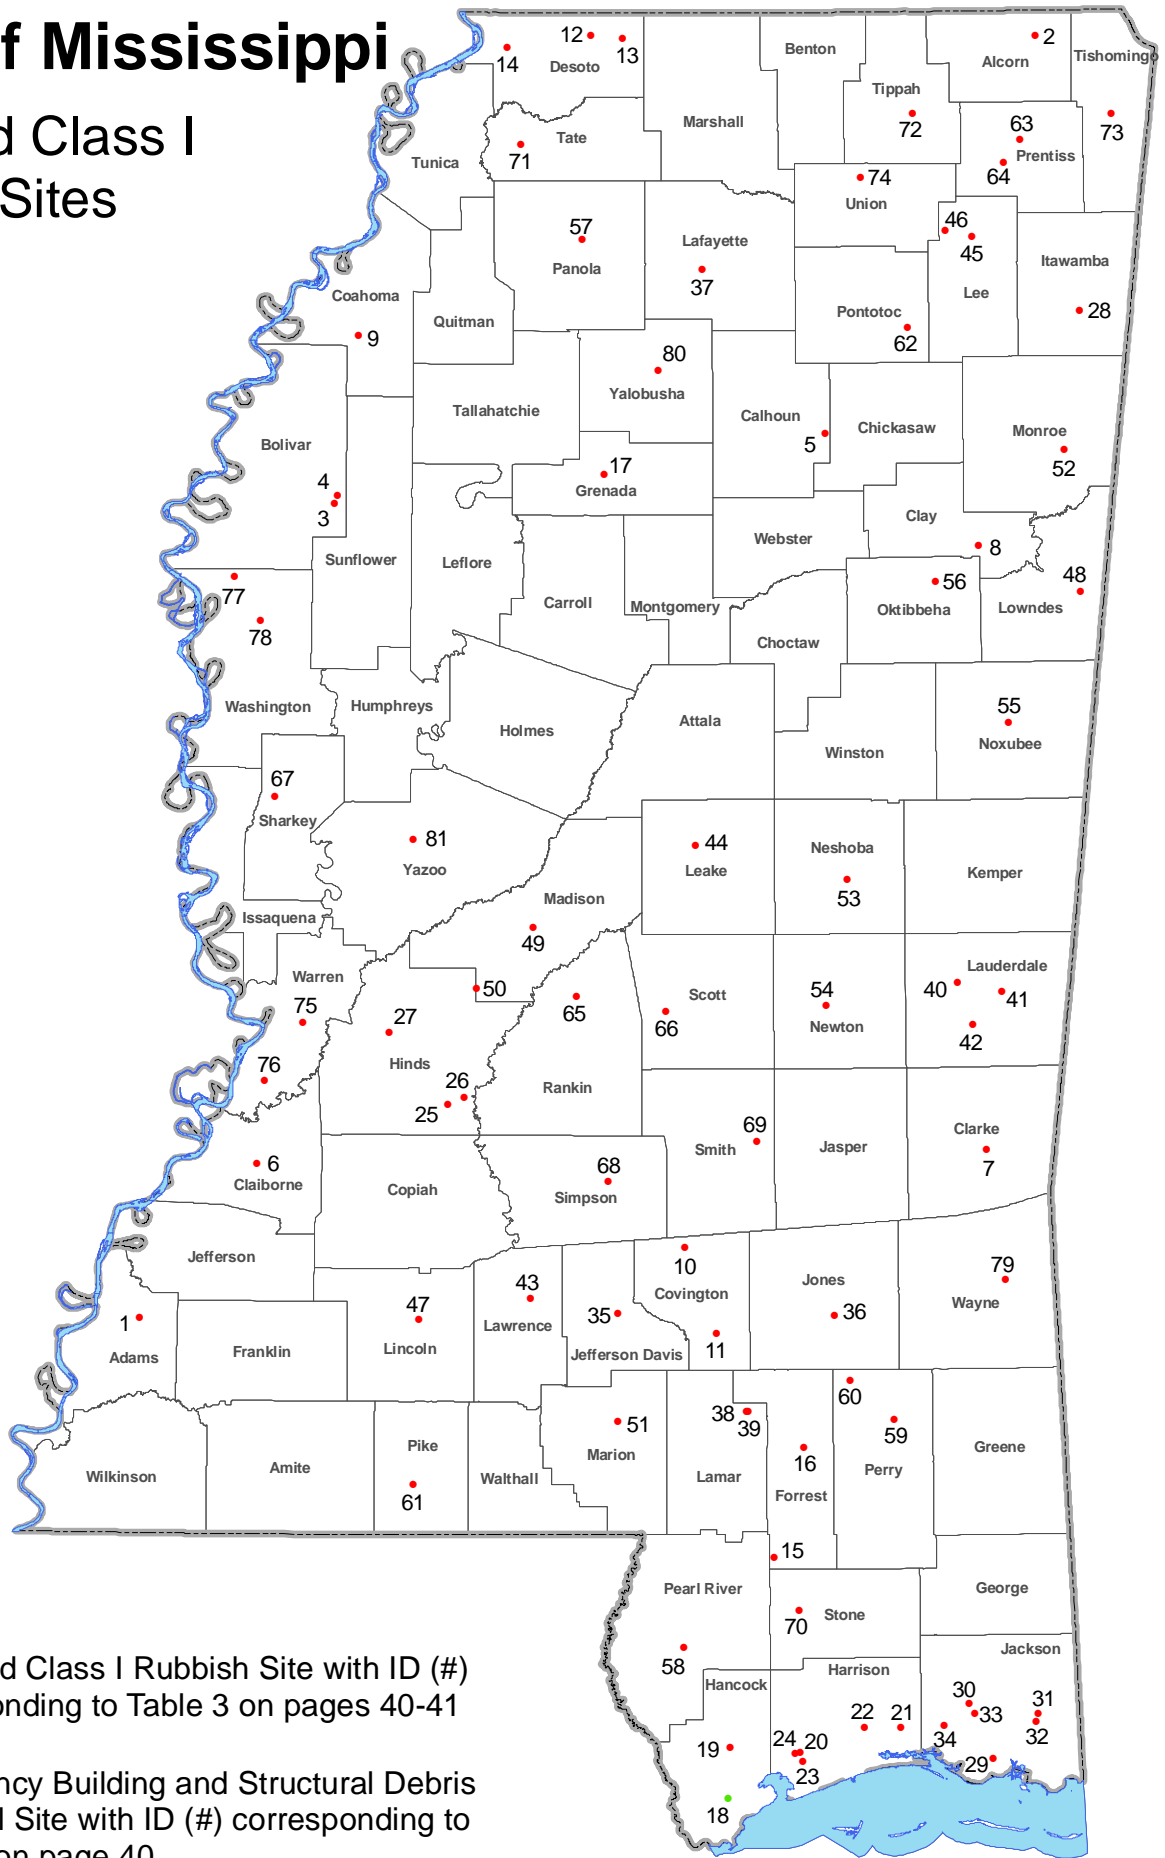 f Mississippi
d Class I
Sites
12
13
14
Desoto
Benton
2
Alcorn
Tishomingo
Tippah
72
Marshall
Tate
71
Tunica
63
Prentiss
64
73
74
Union
57
Panola
Lafayette
37
46
45
Lee
Itawamba
28
Coahoma
9
Quitman
Pontotoc
62
80
Yalobusha
Tallahatchie
Calhoun
5
Chickasaw
Monroe
52
Bolivar
4
3
17
Grenada
Clay
8
Webster
Sunflower
Leflore
77
78
Carroll
Montgomery
56
Oktibbeha
48
Lowndes
Choctaw
Washington
Humphreys
Holmes
Attala
Winston
55
Noxubee
67
Sharkey
81
Yazoo
44
Leake
Neshoba
53
Kemper
Issaquena
Madison
49
Warren
75
50
65
Scott
66
54
Newton
Lauderdale
40
41
42
27
Hinds
26
25
76
Rankin
69
Smith
Jasper
Clarke
7
6
Claiborne
Copiah
68
Simpson
Jefferson
10
Covington
11
Jones
36
79
Wayne
1
Adams
Franklin
47
Lincoln
43
Lawrence
35
Jefferson Davis
60
59
Perry
38
39
Lamar
16
Forrest
Greene
51
Marion
Wilkinson
Amite
Pike
61
Walthall
15
Pearl River
58
70
Stone
George
Jackson
Hancock
Harrison
30
33
31
32
34
29
22
21
24
20
23
19
18
d Class I Rubbish Site with ID (#)
onding to Table 3 on pages 40-41
ncy Building and Structural Debris
l Site with ID (#) corresponding to
on page 40